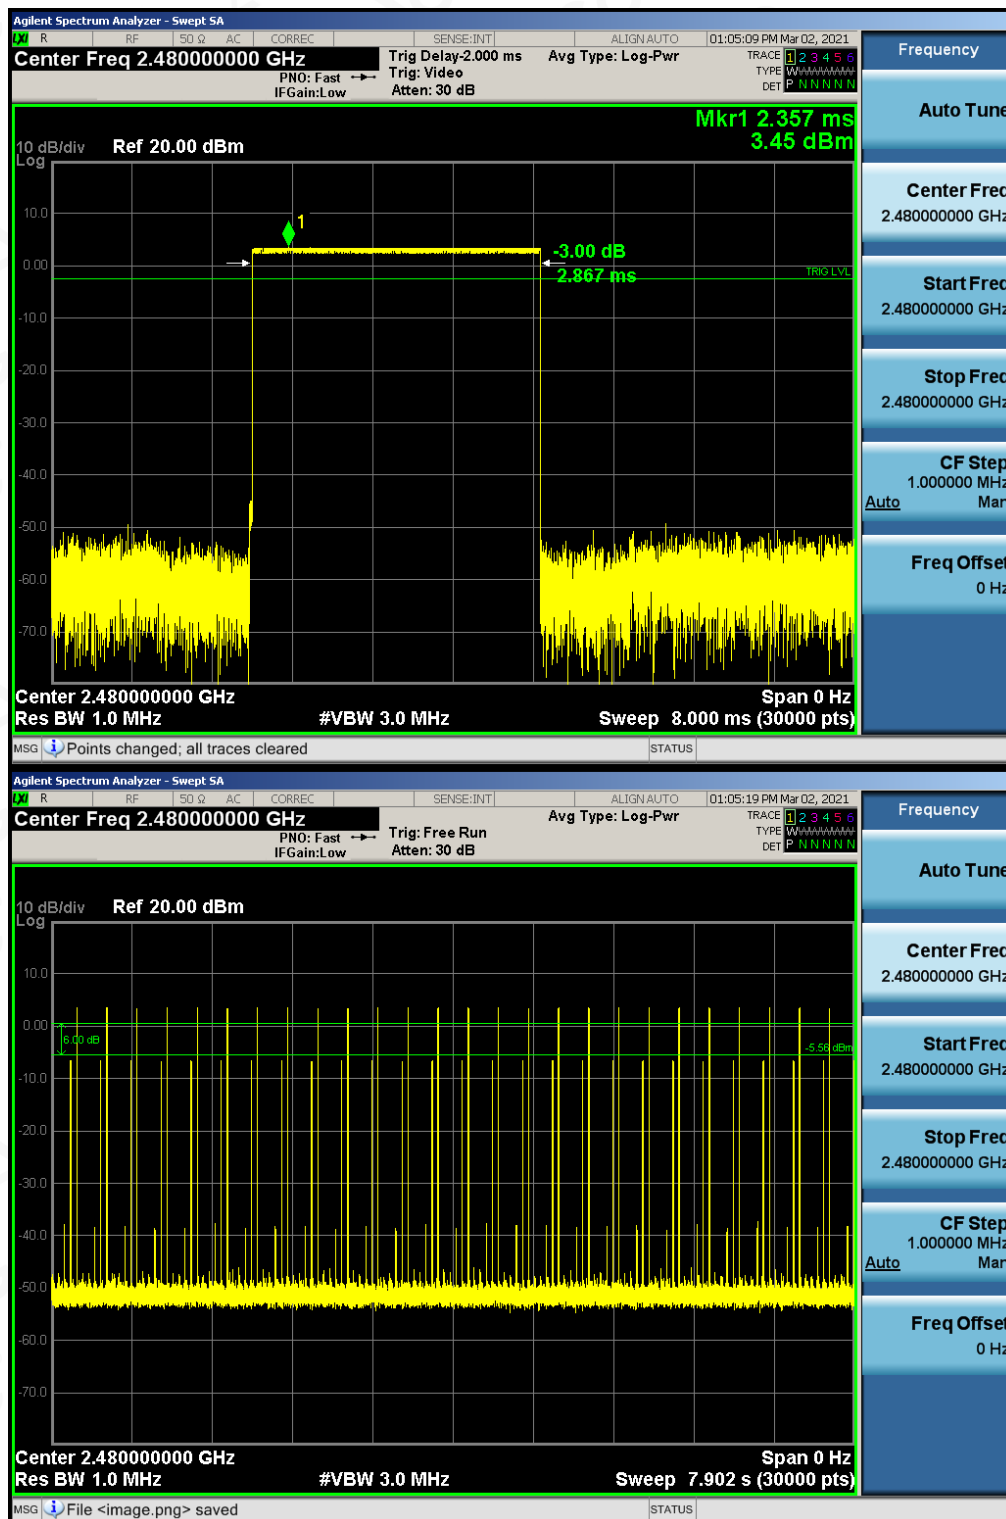 Agilent Spectrum Analyzer - Swept SA
LXI R RF 50 Ω AC CORREC SENSE:INT ALIGN AUTO 01:05:09 PM Mar 02, 2021
Center Freq 2.480000000 GHz Trig Delay-2.000 ms Avg Type: Log-Pwr TRACE 1 2 3 4 5 6
PNO: Fast Trig: Video TYPE WWWWWW
IFGain:Low Atten: 30 dB DET P N N N N N
Mkr1 2.357 ms
3.45 dBm
10 dB/div Ref 20.00 dBm
Log
10.0
1
0.00
-3.00 dB
2.867 ms
TRIG LVL
-10.0
-20.0
-30.0
-40.0
-50.0
-60.0
-70.0
Center 2.480000000 GHz Span 0 Hz
Res BW 1.0 MHz #VBW 3.0 MHz Sweep 8.000 ms (30000 pts)
MSG Points changed; all traces cleared STATUS
Frequency
Auto Tune
Center Freq
2.480000000 GHz
Start Freq
2.480000000 GHz
Stop Freq
2.480000000 GHz
CF Step
1.000000 MHz
Auto Man
Freq Offset
0 Hz
Agilent Spectrum Analyzer - Swept SA
LXI R RF 50 Ω AC CORREC SENSE:INT ALIGN AUTO 01:05:19 PM Mar 02, 2021
Center Freq 2.480000000 GHz Avg Type: Log-Pwr TRACE 1 2 3 4 5 6
PNO: Fast Trig: Free Run TYPE WWWWWW
IFGain:Low Atten: 30 dB DET P N N N N N
10 dB/div Ref 20.00 dBm
Log
10.0
0.00
6.00 dB
-5.56 dBm
-10.0
-20.0
-30.0
-40.0
-50.0
-60.0
-70.0
Center 2.480000000 GHz Span 0 Hz
Res BW 1.0 MHz #VBW 3.0 MHz Sweep 7.902 s (30000 pts)
MSG File <image.png> saved STATUS
Frequency
Auto Tune
Center Freq
2.480000000 GHz
Start Freq
2.480000000 GHz
Stop Freq
2.480000000 GHz
CF Step
1.000000 MHz
Auto Man
Freq Offset
0 Hz